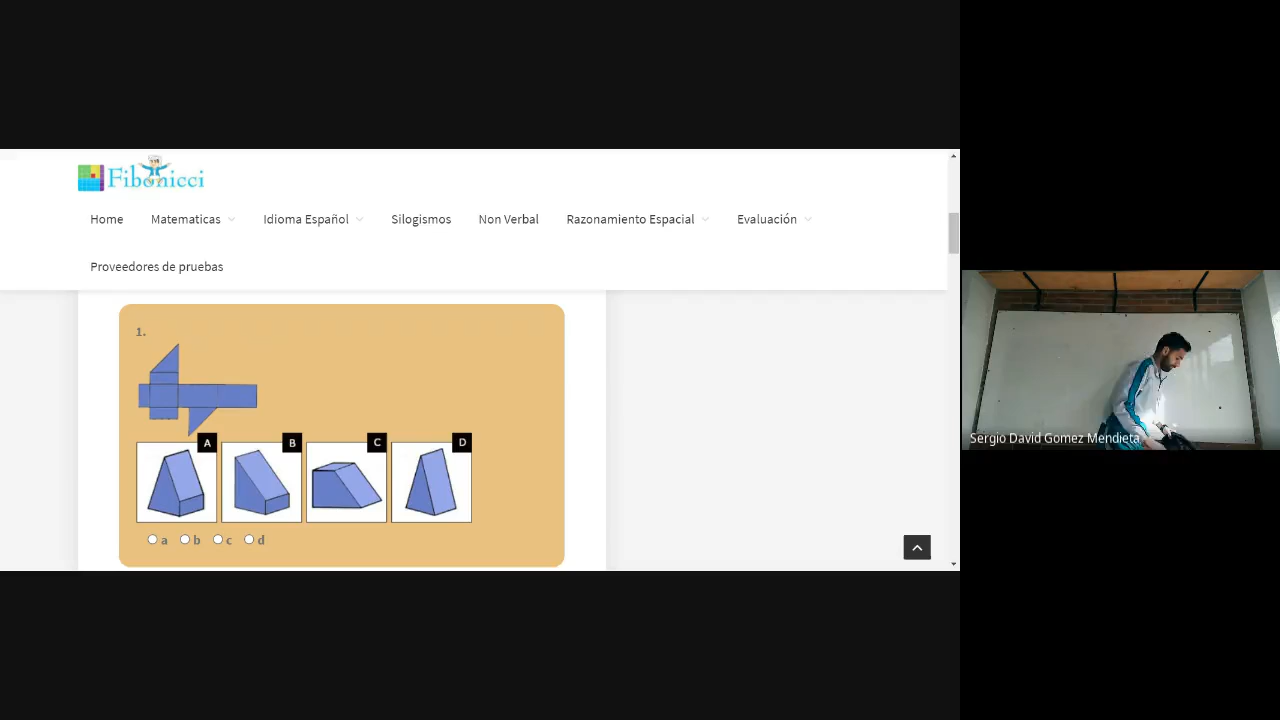 Fibonicci
Home Matematicas Idioma Español Silogismos Non Verbal Razonamiento Espacial Evaluación
Proveedores de pruebas
1.
A B C D
a b c d
Sergio David Gomez Mendieta